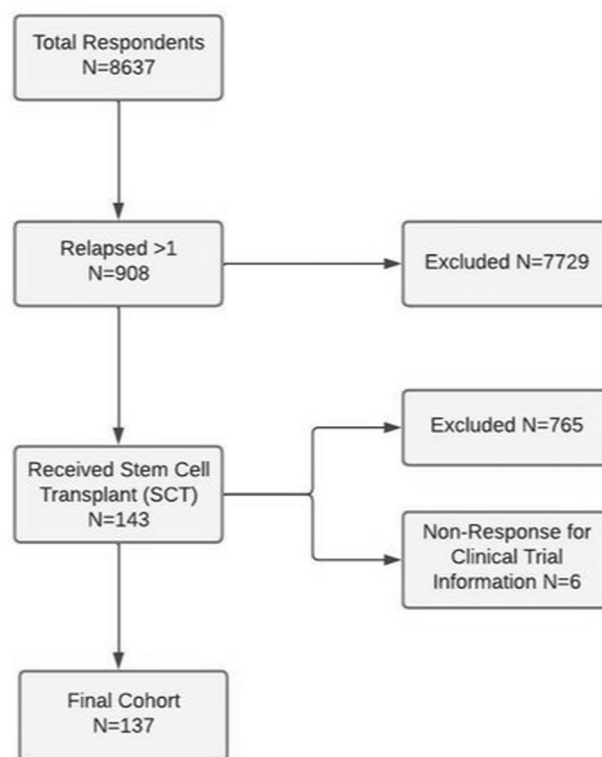 Total Respondents
N=8637
Relapsed >1
N=908
Excluded N=7729
Excluded N=765
Received Stem Cell
Transplant (SCT)
N=143
Non-Response for
Clinical Trial
Information N=6
Final Cohort
N=137